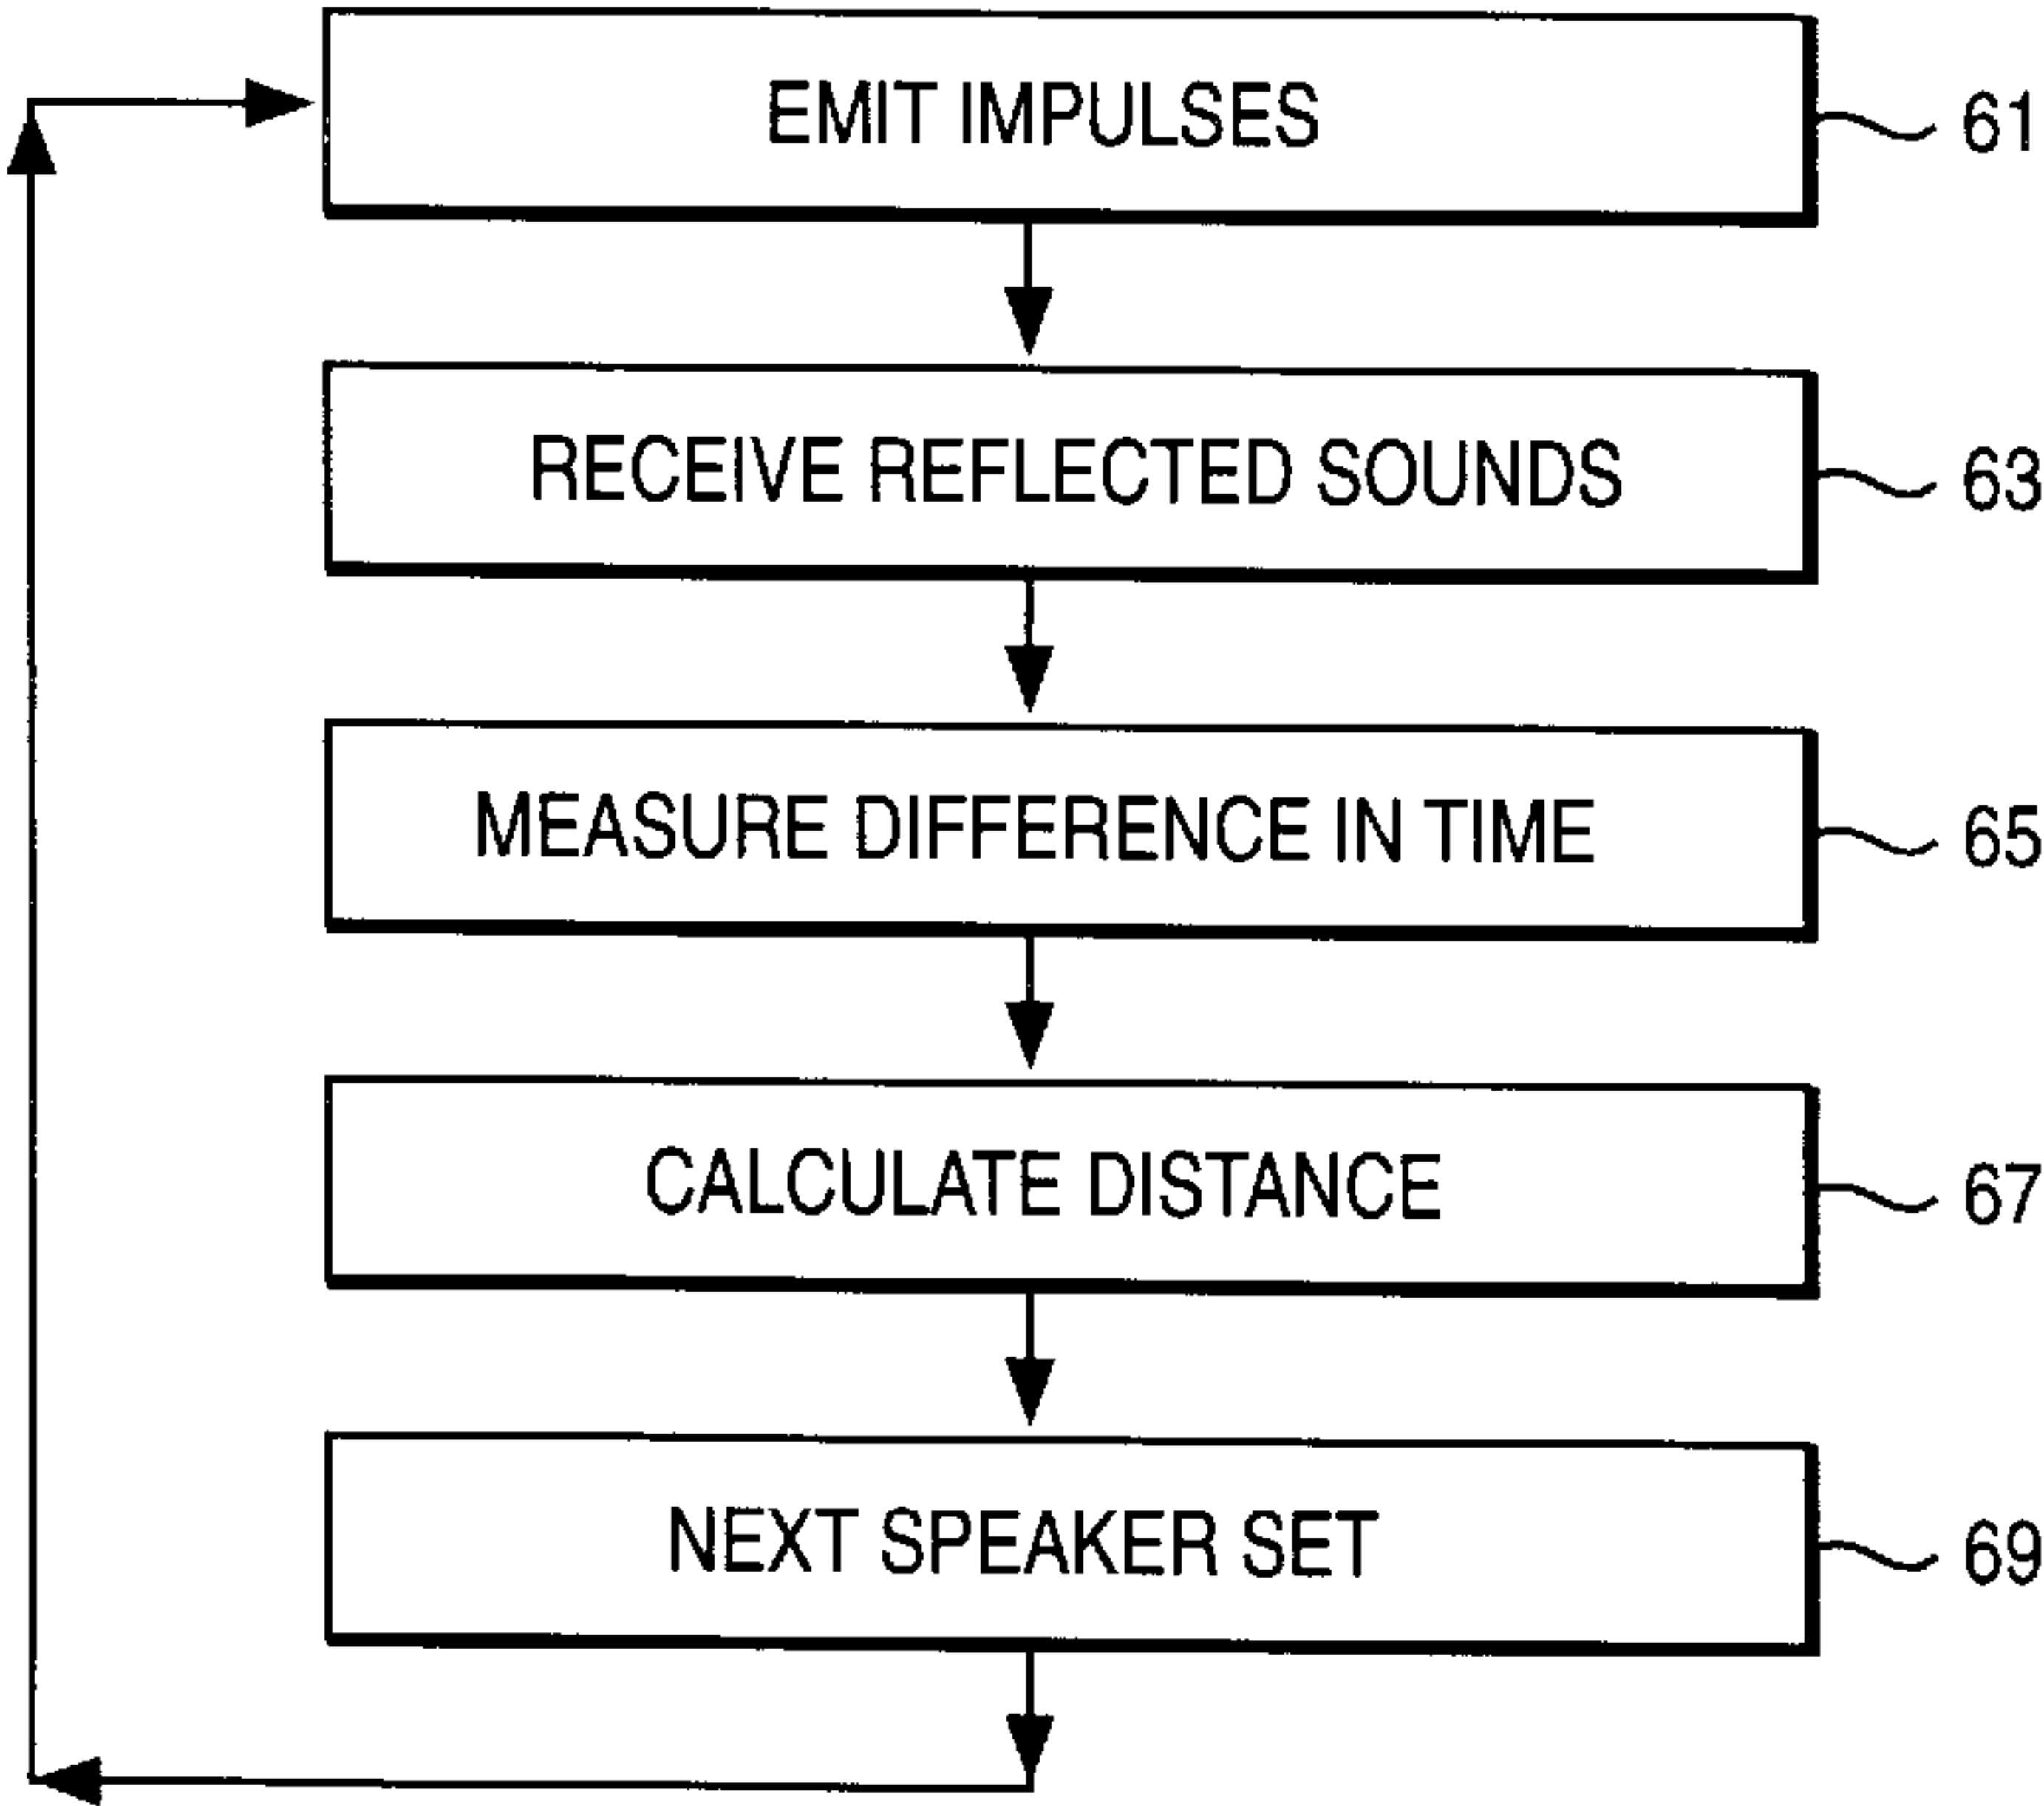 EMIT IMPULSES
61
RECEIVE REFLECTED SOUNDS
63
MEASURE DIFFERENCE IN TIME
65
CALCULATE DISTANCE
67
NEXT SPEAKER SET
69